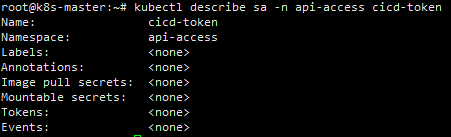 root@k8s-master:~# kubectl describe sa -n api-access cicd-token
Name: cicd-token
Namespace: api-access
Labels: <none>
Annotations: <none>
Image pull secrets: <none>
Mountable secrets: <none>
Tokens: <none>
Events: <none>